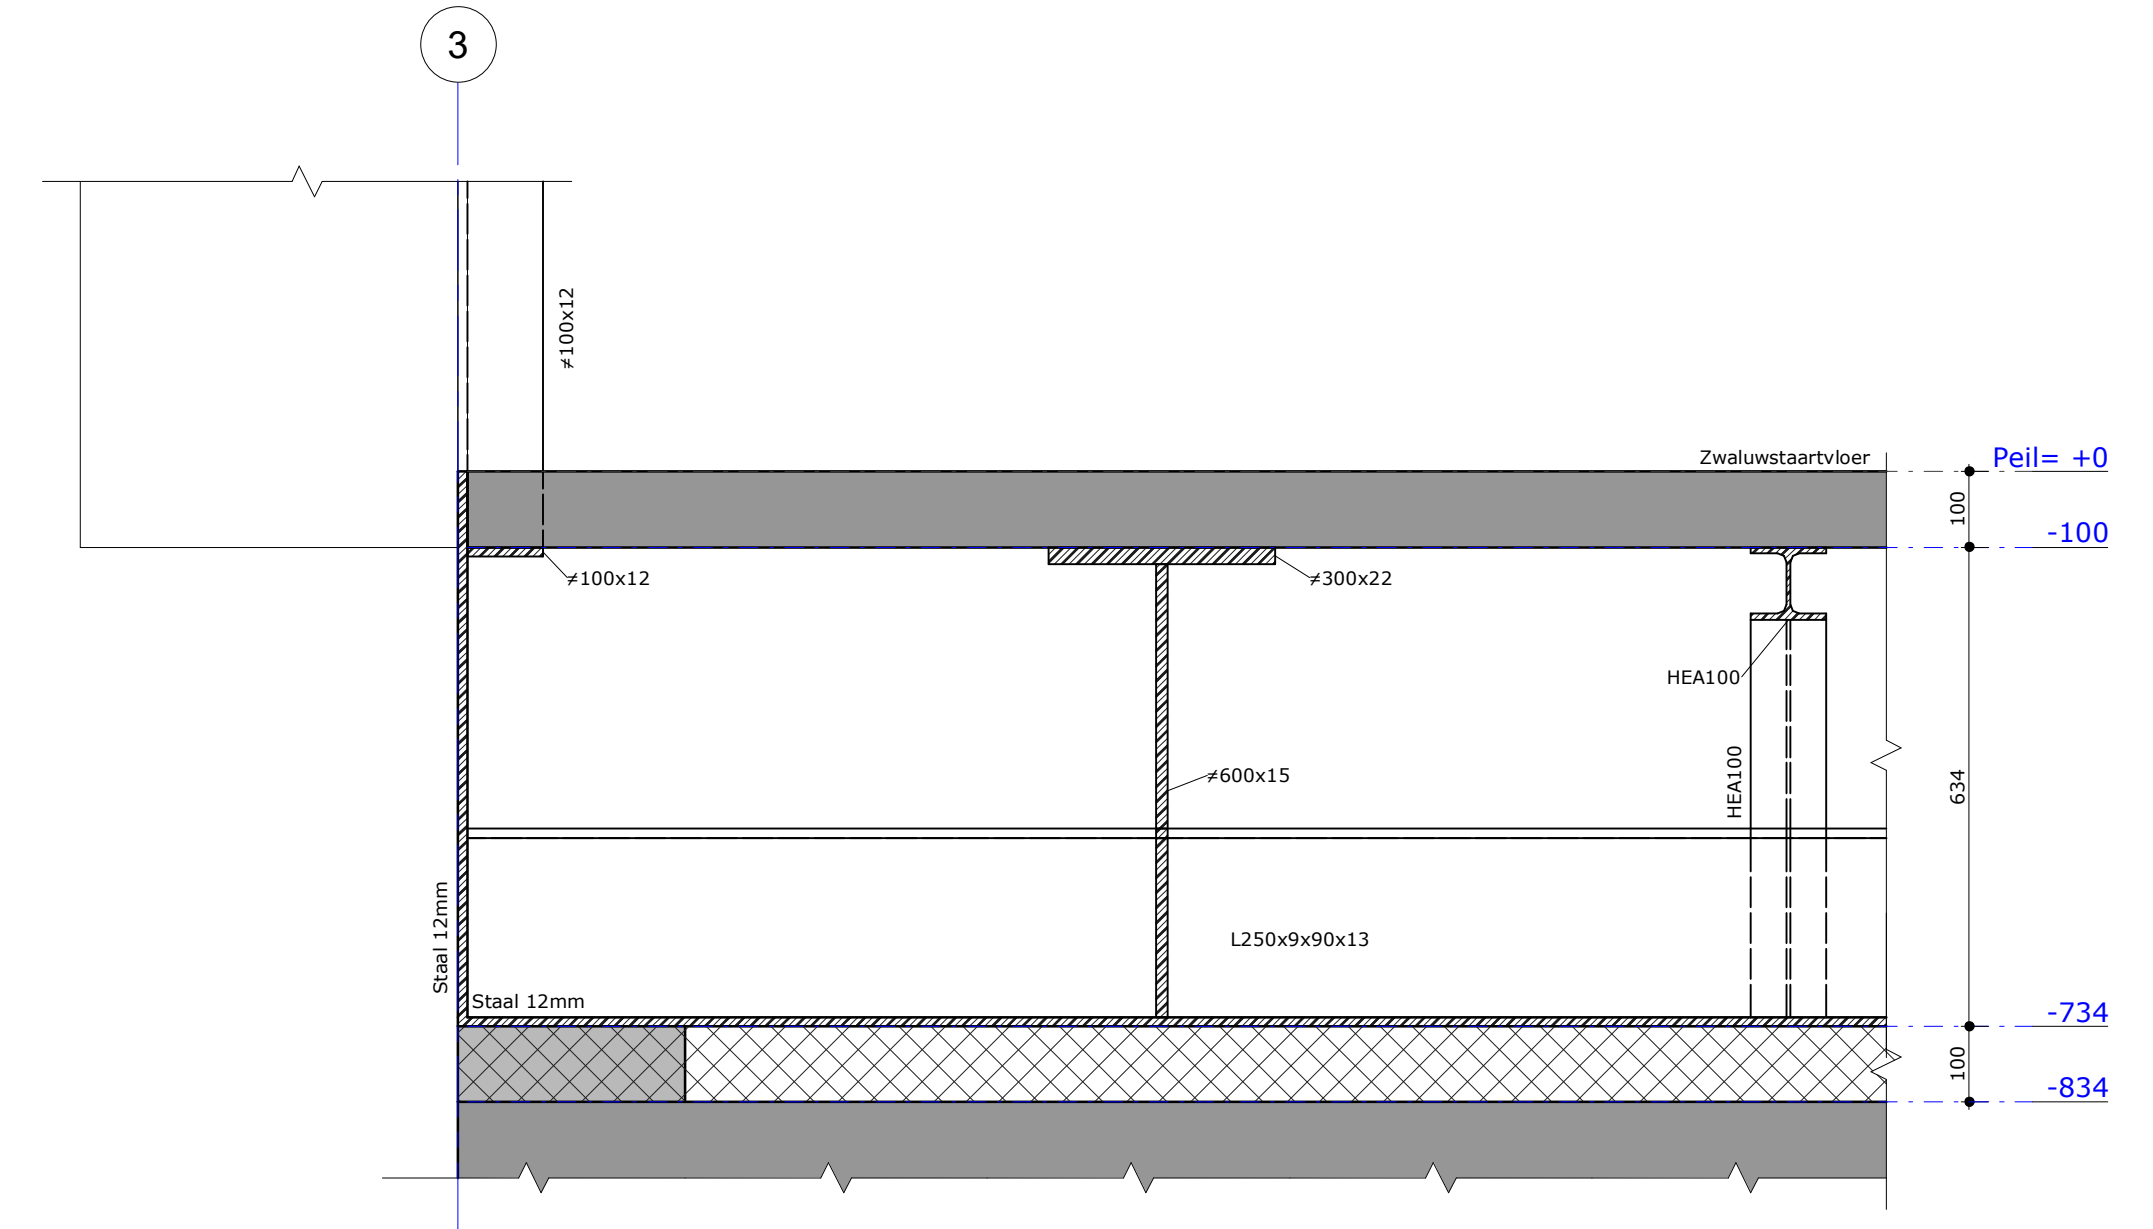 3
≠100x12
Zwaluwstaartvloer
Peil= +0
100
-100
≠100x12
≠300x22
HEA100
HEA100
≠600x15
634
Staal 12mm
L250x9x90x13
Staal 12mm
-734
100
-834